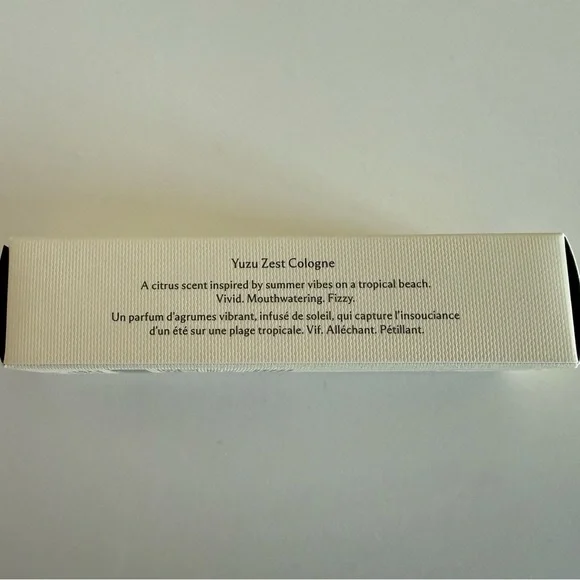 Yuzu Zest Cologne
A citrus scent inspired by summer vibes on a tropical beach.
Vivid. Mouthwatering. Fizzy.
Un parfum d'agrumes vibrant, infusé de soleil, qui capture l'insouciance
d'un été sur une plage tropicale. Vif. Alléchant. Pétillant.